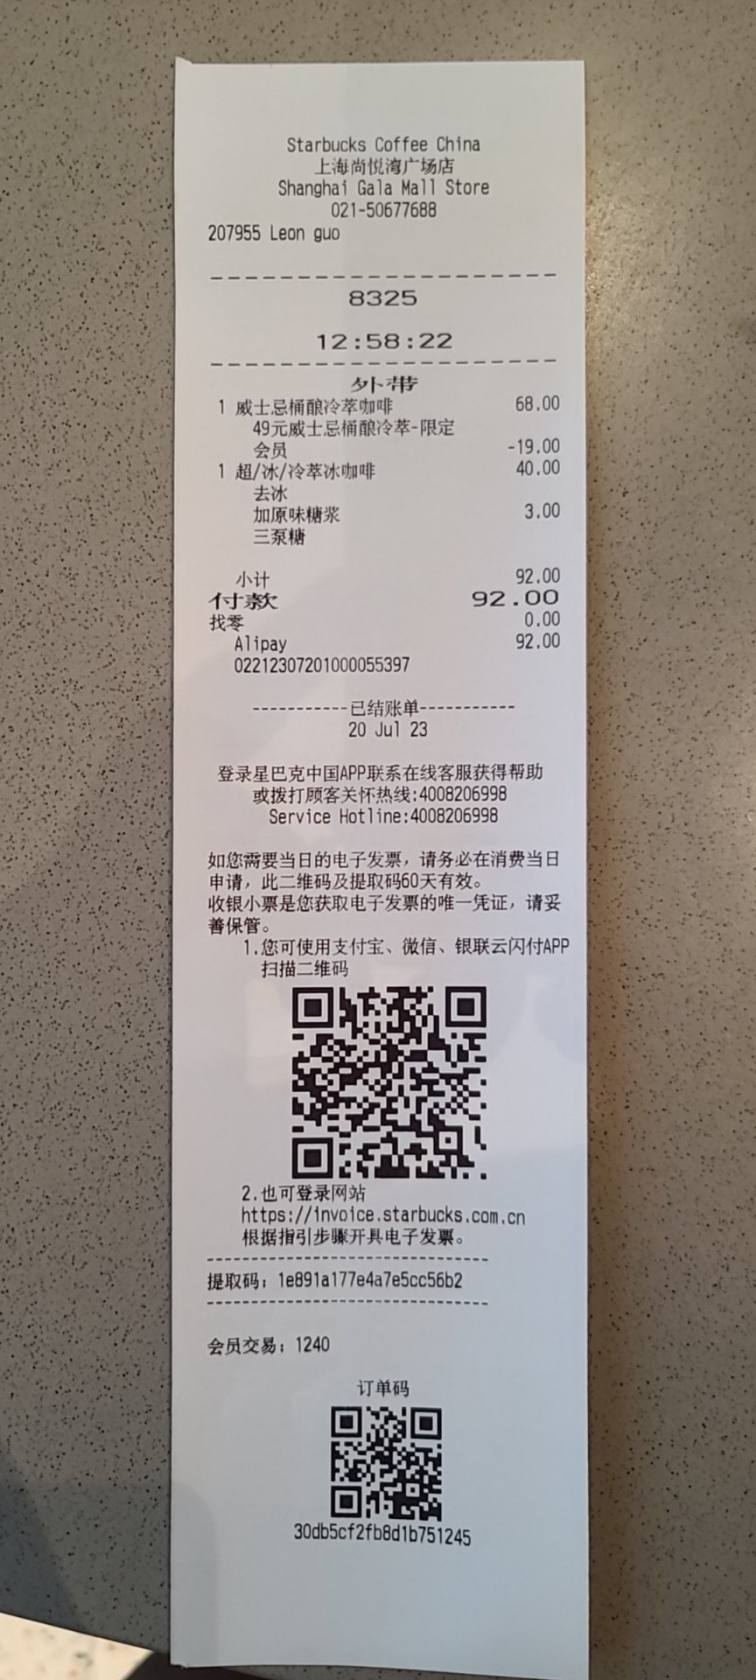 Starbucks Coffee China
上海尚悦湾广场店
Shanghai Gala Mall Store
021-50677688
207955 Leon guo
--------------------
8325
12:58:22
--------------------
外带
1 威士忌桶酿冷萃咖啡 68.00
49元威士忌桶酿冷萃-限定
会员 -19.00
1 超/冰/冷萃冰咖啡 40.00
去冰
加原味糖浆 3.00
三泵糖
小计 92.00
付款 92.00
找零 0.00
Alipay 92.00
02212307201000055397
-----------已结账单-----------
20 Jul 23
登录星巴克中国APP联系在线客服获得帮助
或拨打顾客关怀热线:4008206998
Service Hotline:4008206998
如您需要当日的电子发票，请务必在消费当日
申请，此二维码及提取码60天有效。
收银小票是您获取电子发票的唯一凭证，请妥
善保管。
1.您可使用支付宝、微信、银联云闪付APP
扫描二维码
2.也可登录网站
https://invoice.starbucks.com.cn
根据指引步骤开具电子发票。
--------------------------------
提取码：1e891a177e4a7e5cc56b2
--------------------------------
会员交易：1240
订单码
30db5cf2fb8d1b751245